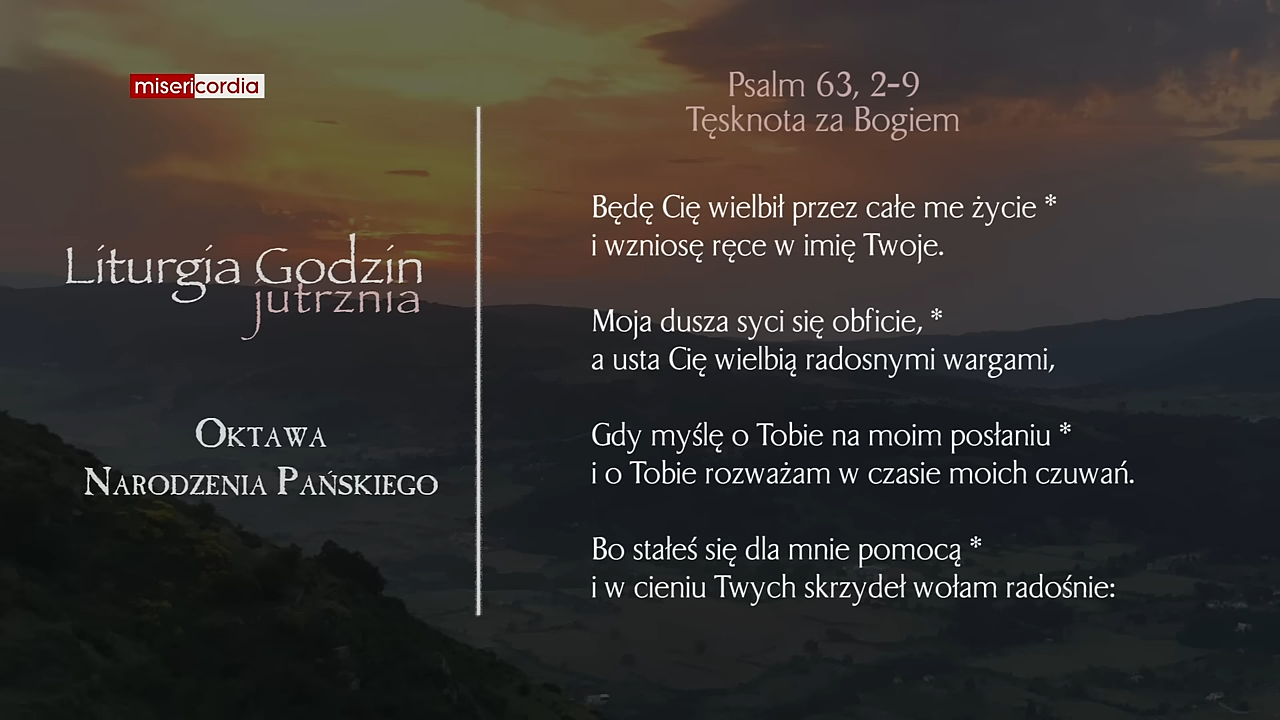 misericordia
Liturgia Godzin
jutrznia
Oktawa
Narodzenia Pańskiego
Psalm 63, 2-9
Tęsknota za Bogiem
Będę Cię wielbił przez całe me życie *
i wzniosę ręce w imię Twoje.
Moja dusza syci się obficie, *
a usta Cię wielbią radosnymi wargami,
Gdy myślę o Tobie na moim posłaniu *
i o Tobie rozważam w czasie moich czuwań.
Bo stałeś się dla mnie pomocą *
i w cieniu Twych skrzydeł wołam radośnie: